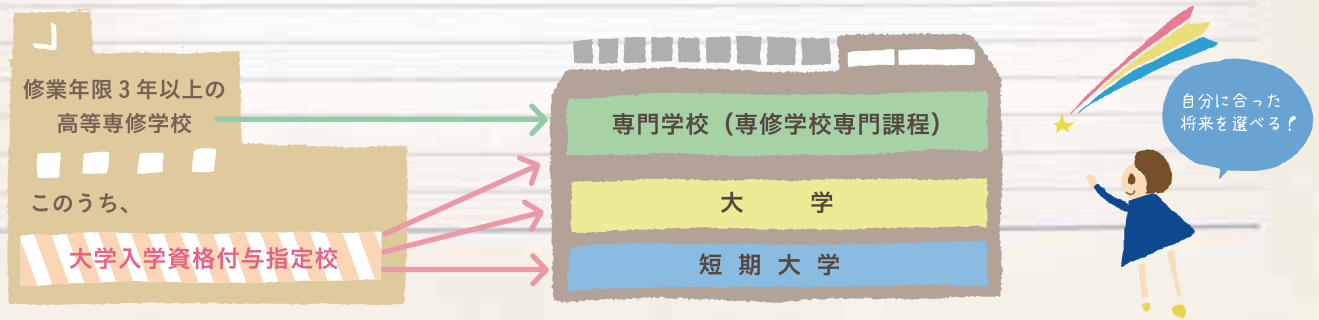 修業年限3年以上の
高等専修学校
このうち、
大学入学資格付与指定校
専門学校（専修学校専門課程）
大学
短期大学
自分に合った
将来を選べる！